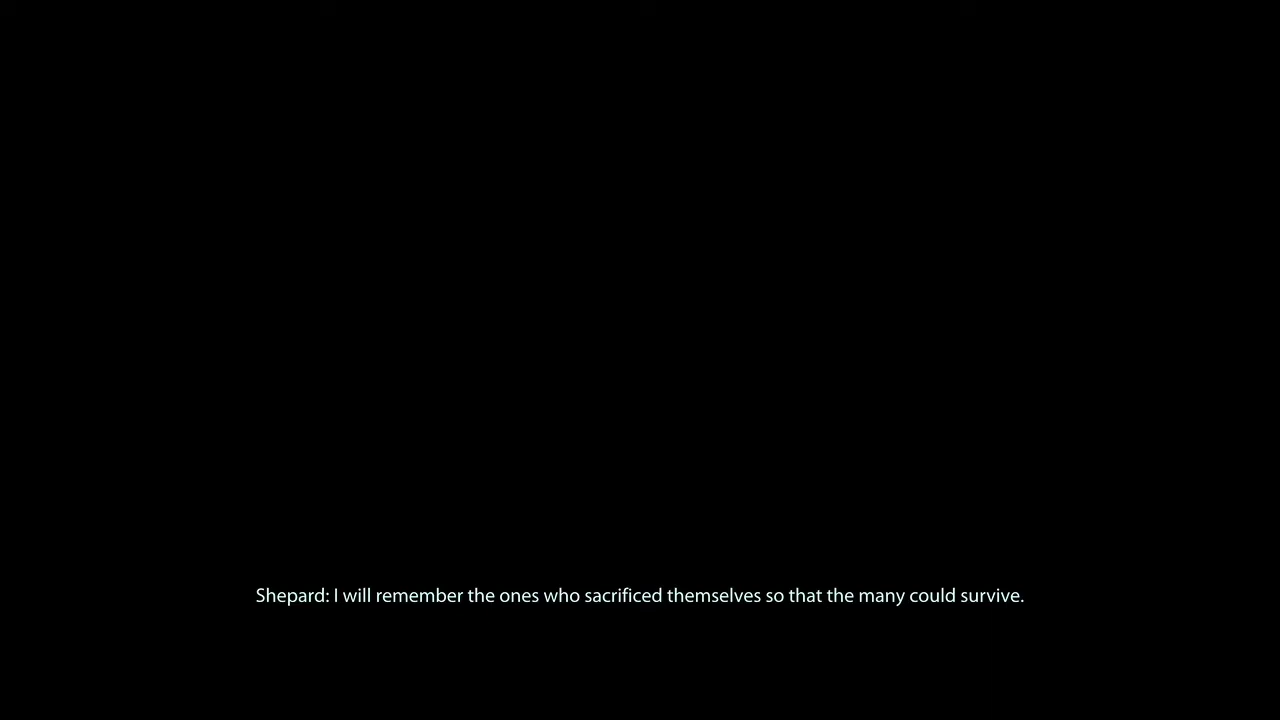 Shepard: I will remember the ones who sacrificed themselves so that the many could survive.